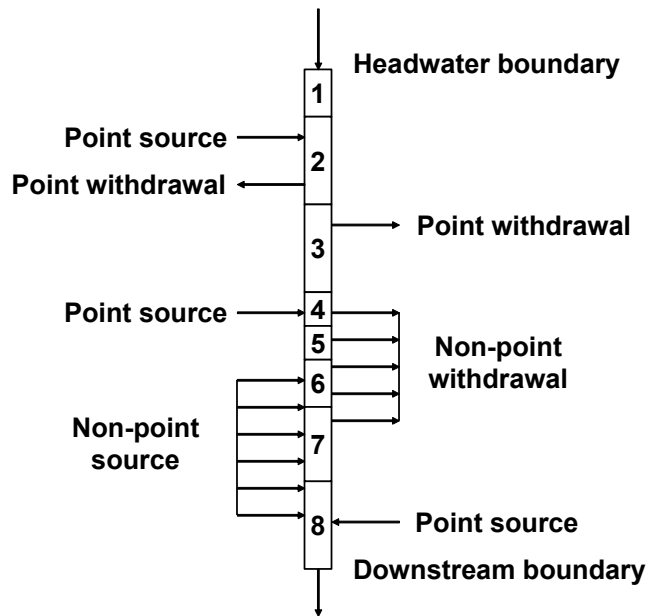 Headwater boundary
1
Point source
2
Point withdrawal
Point withdrawal
3
Point source
4
5
Non-point
withdrawal
6
Non-point
source
7
8
Point source
Downstream boundary